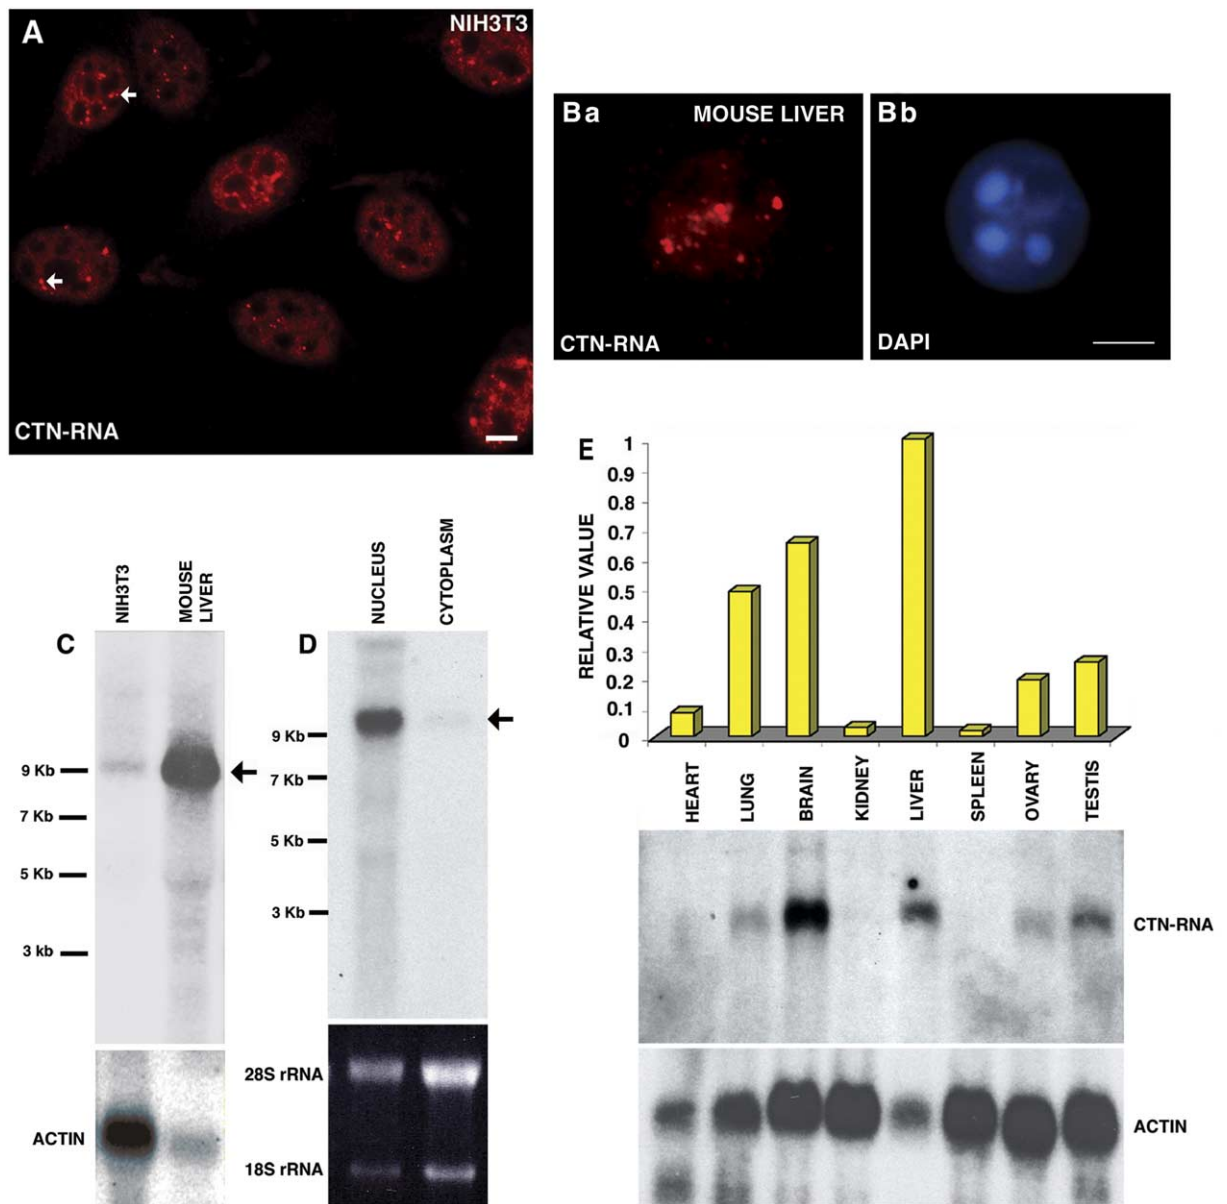 A
NIH3T3
CTN-RNA
Ba
MOUSE LIVER
CTN-RNA
Bb
DAPI
C
NIH3T3
MOUSE
LIVER
9 Kb
7 Kb
5 Kb
3 kb
ACTIN
D
NUCLEUS
CYTOPLASM
9 Kb
7 Kb
5 Kb
3 Kb
28S rRNA
18S rRNA
E
RELATIVE VALUE
1
0.9
0.8
0.7
0.6
0.5
0.4
0.3
0.2
0.1
0
HEART
LUNG
BRAIN
KIDNEY
LIVER
SPLEEN
OVARY
TESTIS
CTN-RNA
ACTIN